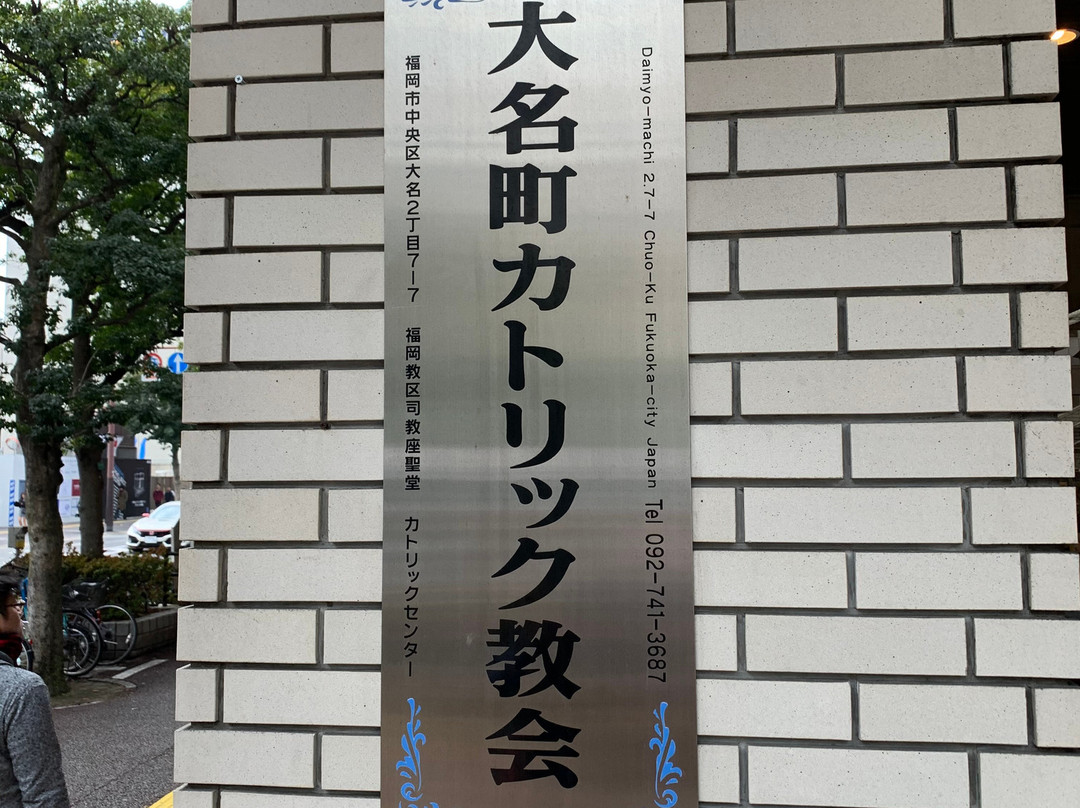 Daimyo-machi 2.7-7 Chuo-Ku Fukuoka-city Japan Tel 092-741-3687
大名町カトリック教会
福岡市中央区大名2丁目7-7 福岡教区司教座聖堂 カトリックセンター